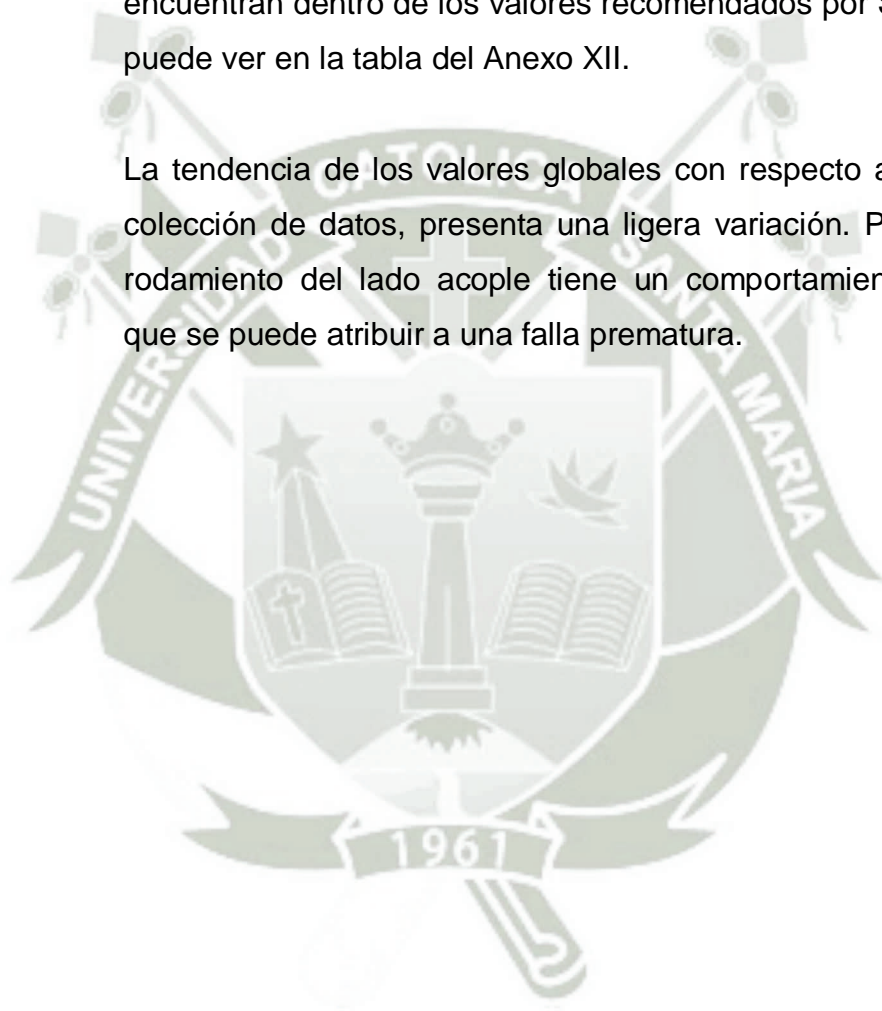 encuentran dentro de los valores recomendados por
puede ver en la tabla del Anexo XII.
La tendencia de los valores globales con respecto
colección de datos, presenta una ligera variación.
rodamiento del lado acople tiene un
que se puede atribuir a una falla prematura.
UNIVERSIDAD CATOLICA SANTA MARIA
1961